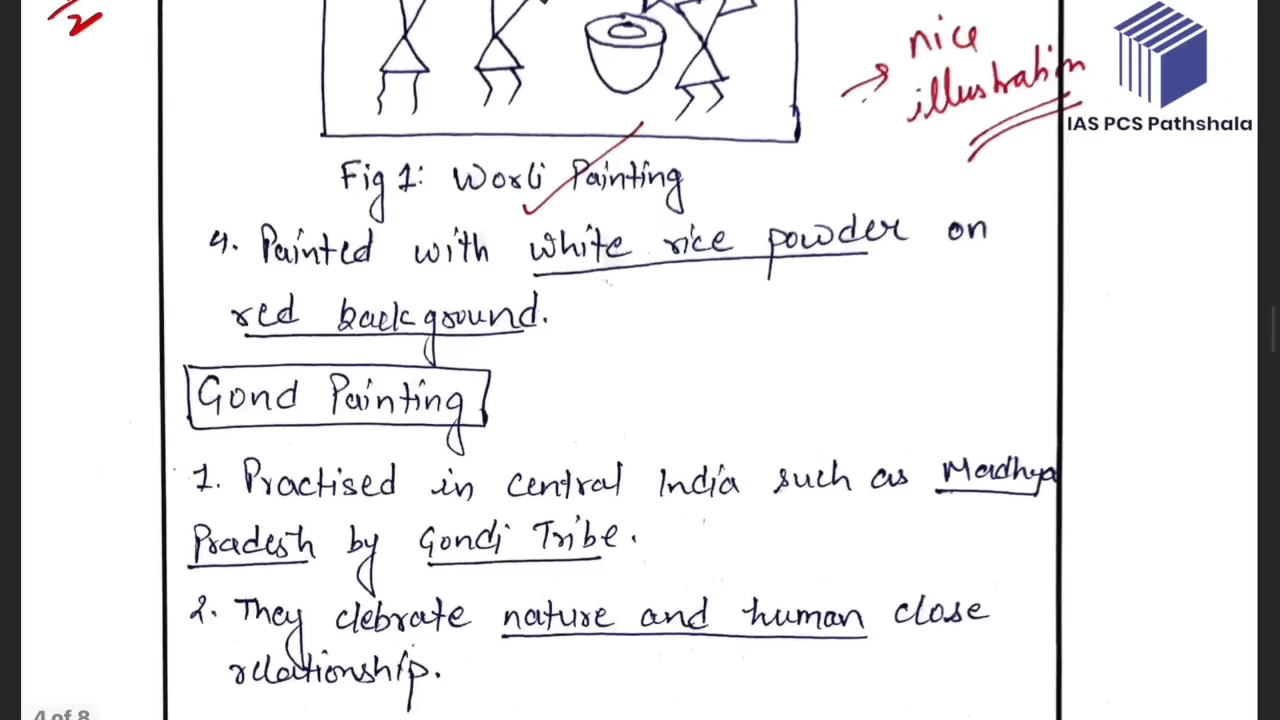 2
nice
illustration
IAS PCS Pathshala
Fig 1: Worli Painting
4. Painted with white rice powder on
red background.
Gond Painting
1. Practised in central India such as Madhya
Pradesh by Gondi Tribe.
2. They clebrate nature and human close
relationship.
4 of 8